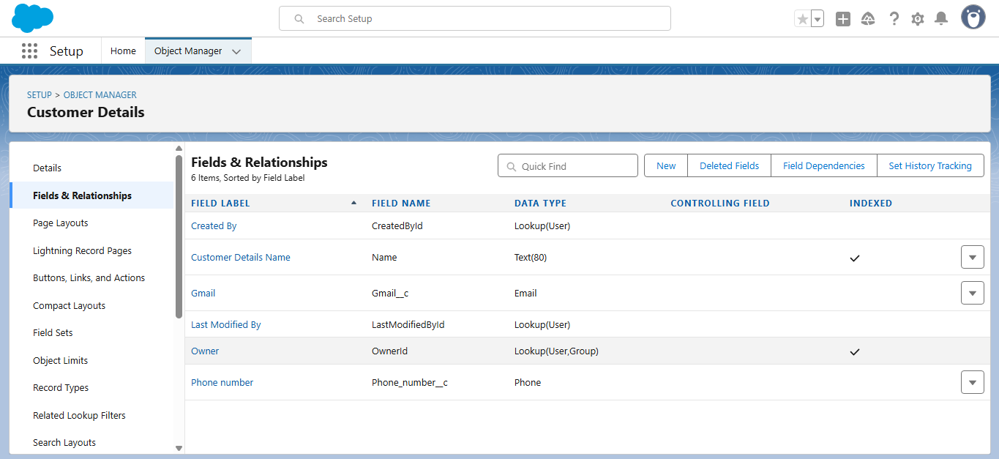 Search Setup
Setup
Home
Object Manager
SETUP > OBJECT MANAGER
Customer Details
Details
Fields & Relationships
Page Layouts
Lightning Record Pages
Buttons, Links, and Actions
Compact Layouts
Field Sets
Object Limits
Record Types
Related Lookup Filters
Search Layouts
Fields & Relationships
6 Items, Sorted by Field Label
Quick Find
New
Deleted Fields
Field Dependencies
Set History Tracking
FIELD LABEL FIELD NAME DATA TYPE CONTROLLING FIELD INDEXED
Created By CreatedById Lookup(User)
Customer Details Name Name Text(80)
Gmail Gmail__c Email
Last Modified By LastModifiedById Lookup(User)
Owner OwnerId Lookup(User,Group)
Phone number Phone_number__c Phone